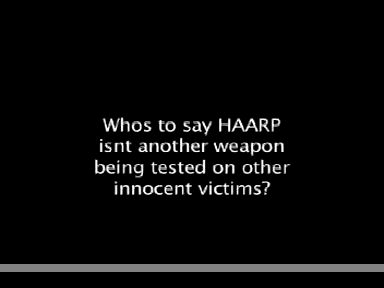 Whos to say HAARP
isnt another weapon
being tested on other
innocent victims?